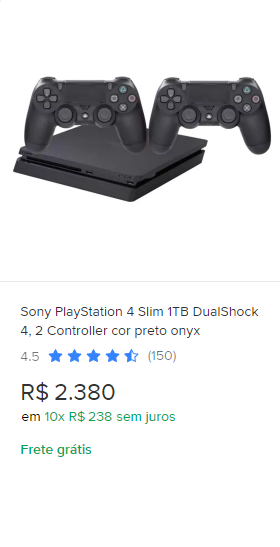 Sony PlayStation 4 Slim 1TB DualShock
4, 2 Controller cor preto onyx
4.5 (150)
R$ 2.380
em 10x R$ 238 sem juros
Frete grátis